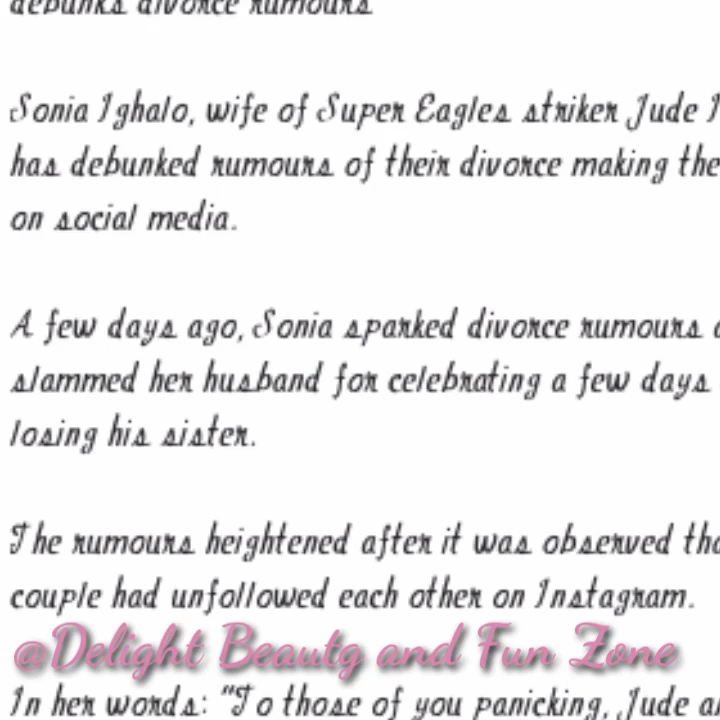 debunks divorce rumours
Sonia Ighalo, wife of Super Eagles striker Jude
has debunked rumours of their divorce making the
on social media.
A few days ago, Sonia sparked divorce rumours
slammed her husband for celebrating a few days
losing his sister.
The rumours heightened after it was observed
couple had unfollowed each other on Instagram.
@Delight Beauty and Fun Zone
In her words: "To those of you panicking, Jude